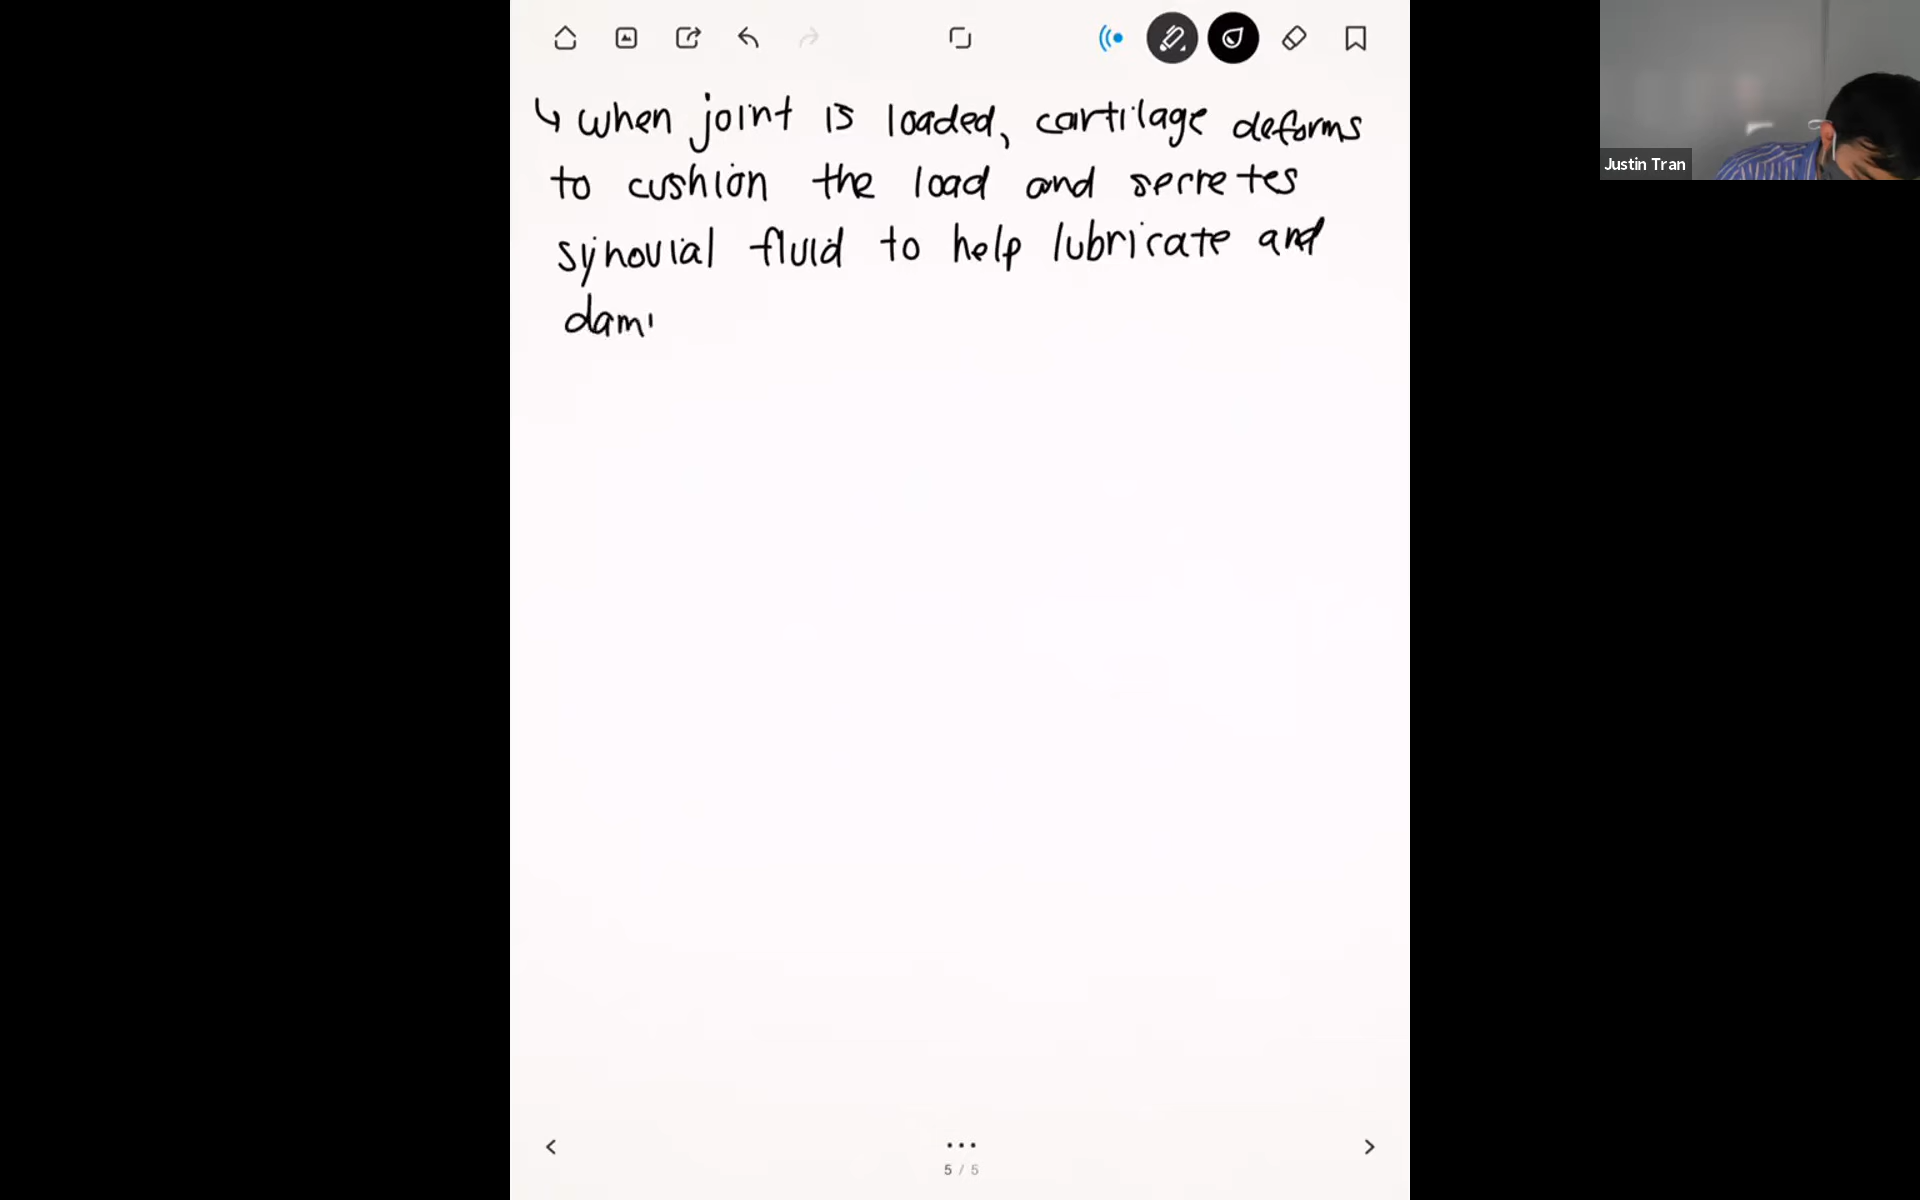 ↳ when joint is loaded, cartilage deforms
to cushion the load and secretes
synovial fluid to help lubricate and
dam
Justin Tran
5 / 5